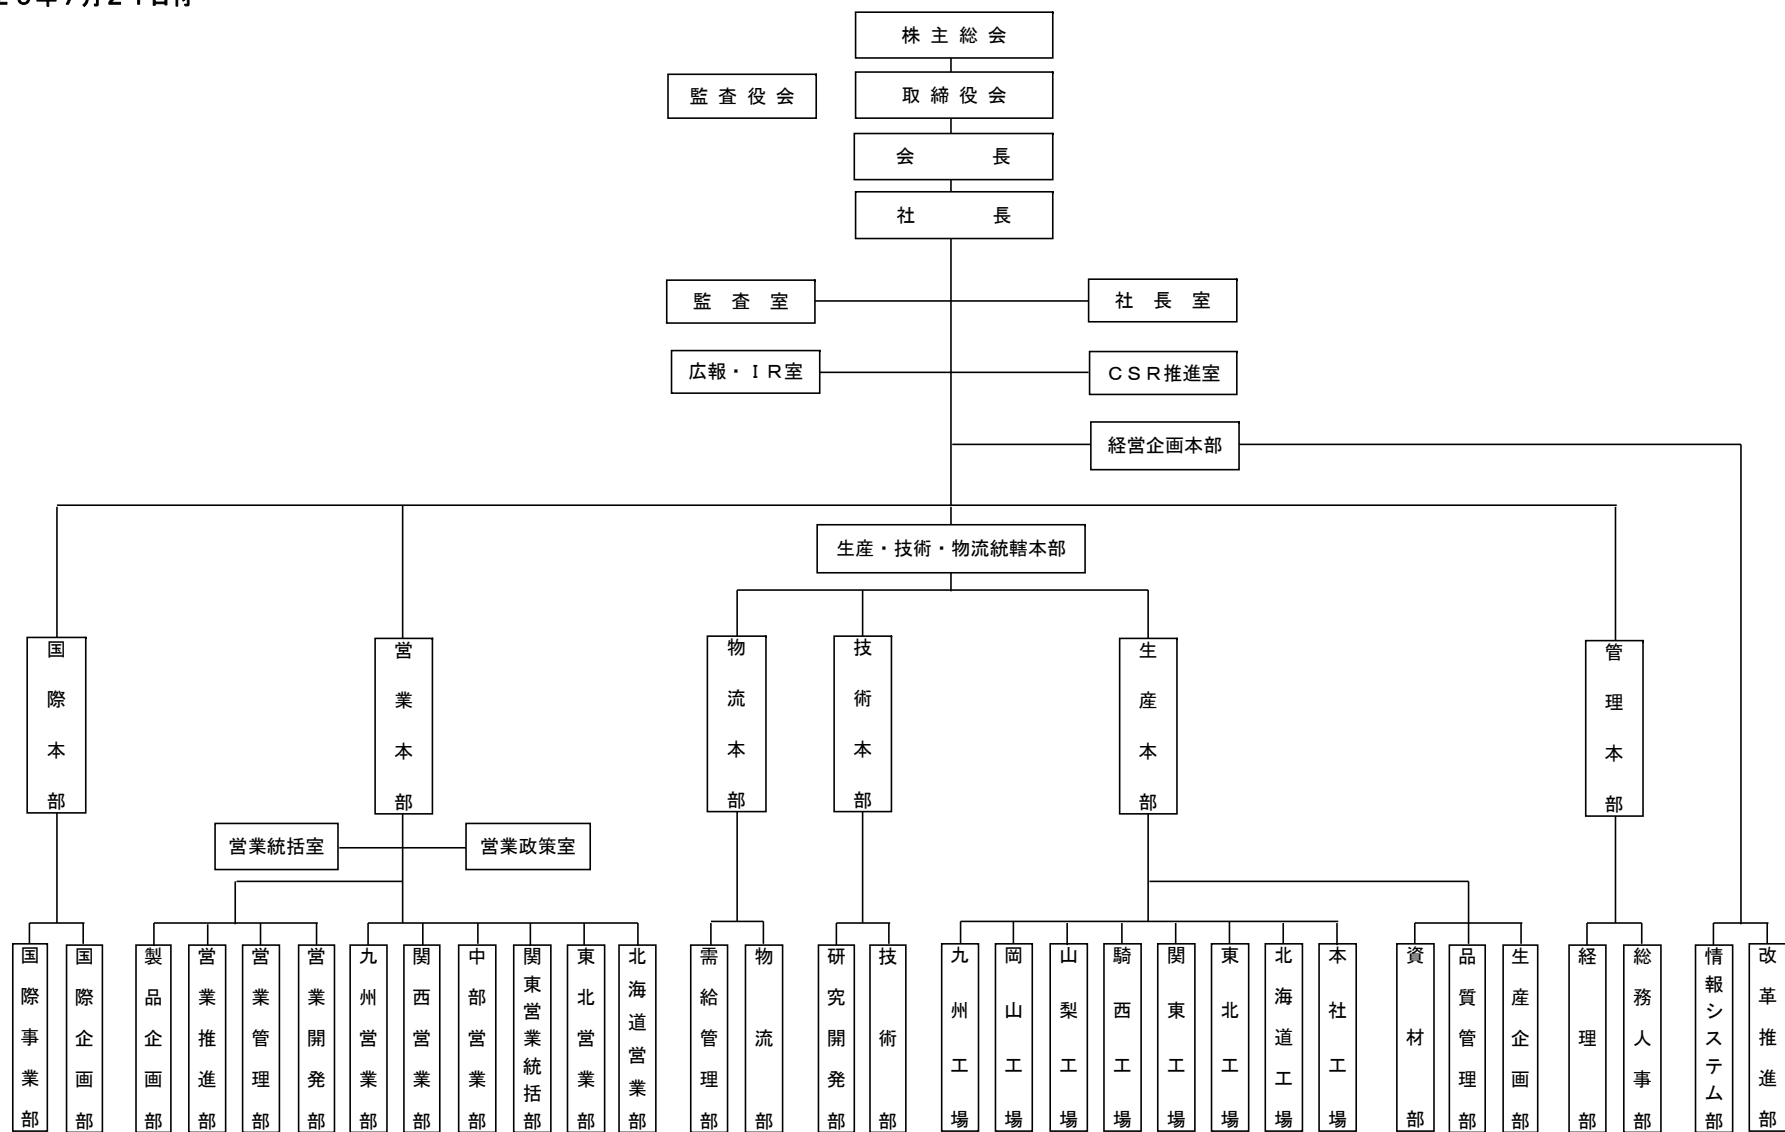 年７月２１日付
株主総会
監査役会
取締役会
会長
社長
監査室
社長室
広報・ＩＲ室
ＣＳＲ推進室
経営企画本部
生産・技術・物流統轄本部
国際本部
営業本部
物流本部
技術本部
生産本部
管理本部
営業統括室
営業政策室
国際事業部
国際企画部
製品企画部
営業推進部
営業管理部
営業開発部
九州営業部
関西営業部
中部営業部
関東営業統括部
東北営業部
北海道営業部
需給管理部
物流部
研究開発部
技術部
九州工場
岡山工場
山梨工場
騎西工場
関東工場
東北工場
北海道工場
本社工場
資材部
品質管理部
生産企画部
経理部
総務人事部
情報システム部
改革推進部